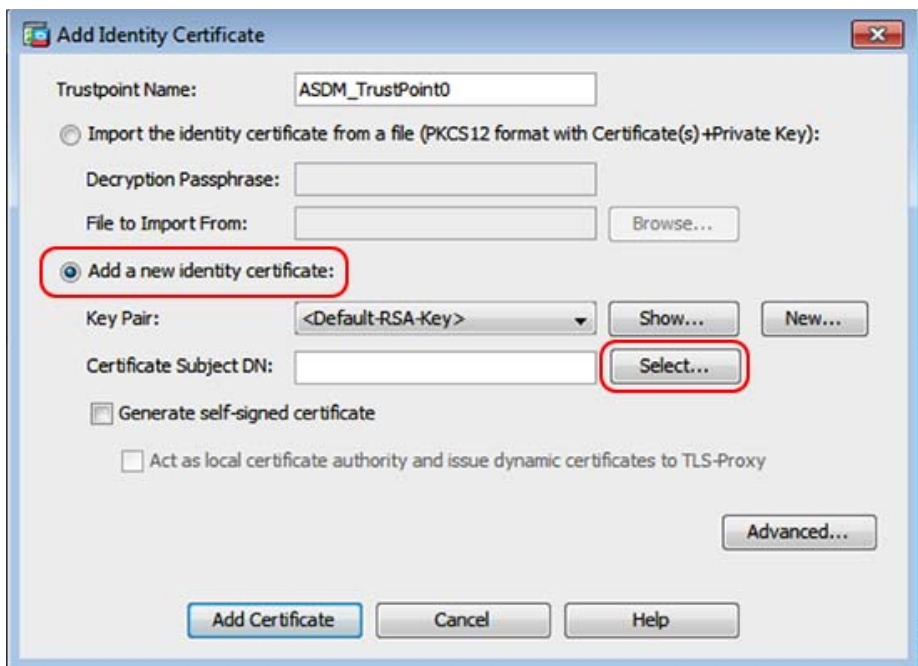 Add Identity Certificate
Trustpoint Name: ASDM_TrustPoint0
Import the identity certificate from a file (PKCS12 format with Certificate(s)+Private Key):
Decryption Passphrase:
File to Import From: Browse...
Add a new identity certificate:
Key Pair: <Default-RSA-Key> Show... New...
Certificate Subject DN: Select...
Generate self-signed certificate
Act as local certificate authority and issue dynamic certificates to TLS-Proxy
Advanced...
Add Certificate Cancel Help